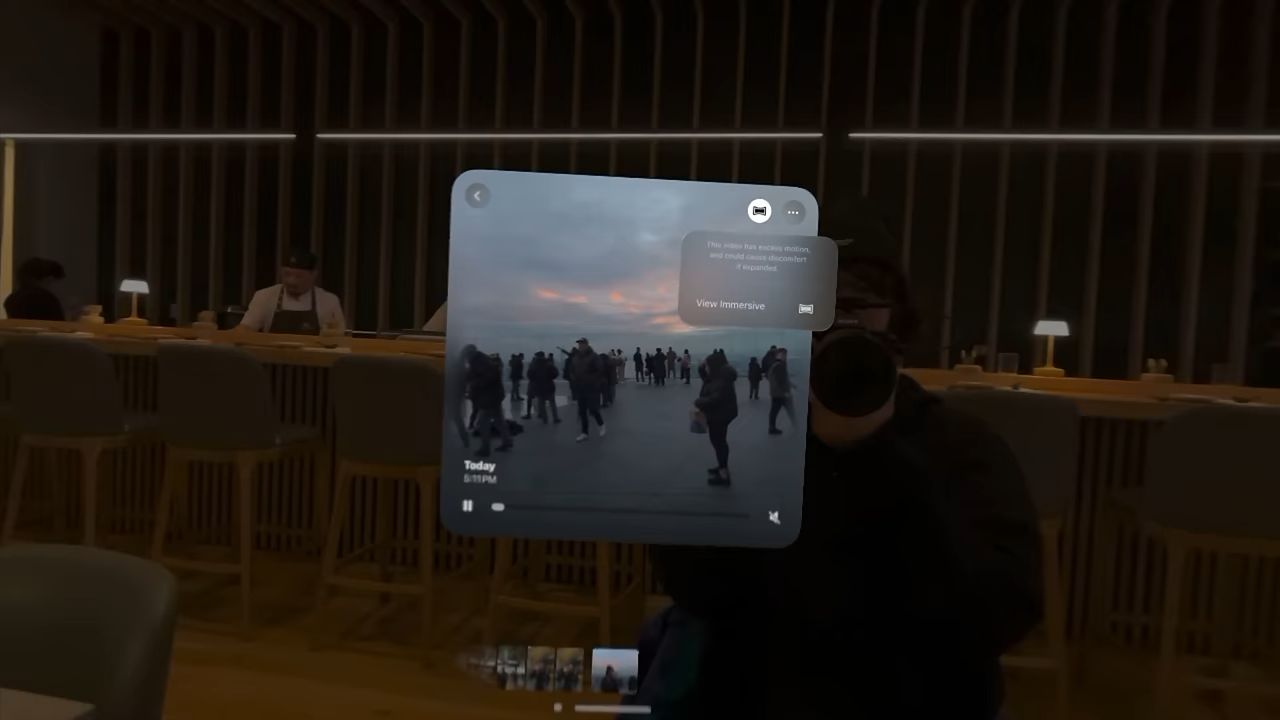 This video has excess motion,
and could cause discomfort
if expanded.
View Immersive
Today
5:11 PM